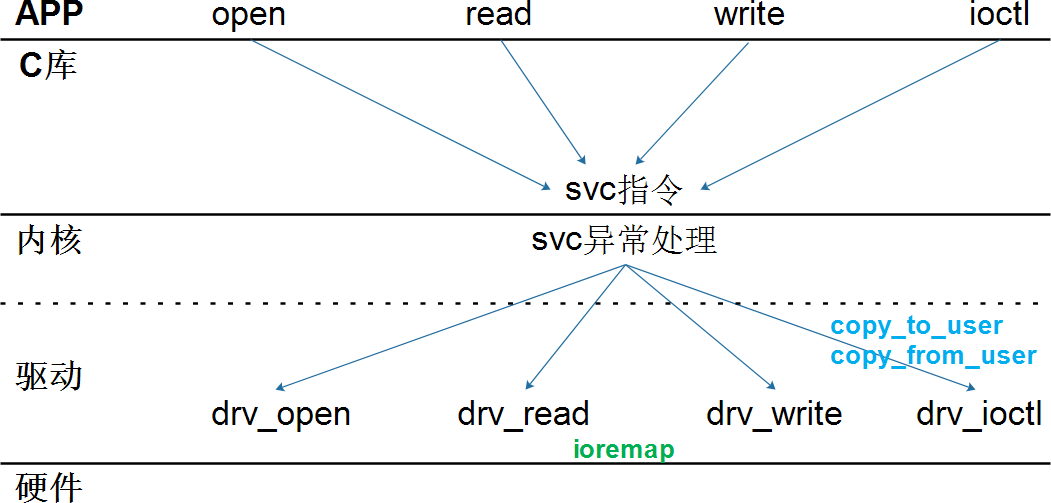 APP open read write ioctl
C库
svc指令
内核 svc异常处理
copy_to_user
copy_from_user
驱动
drv_open drv_read drv_write drv_ioctl
ioremap
硬件